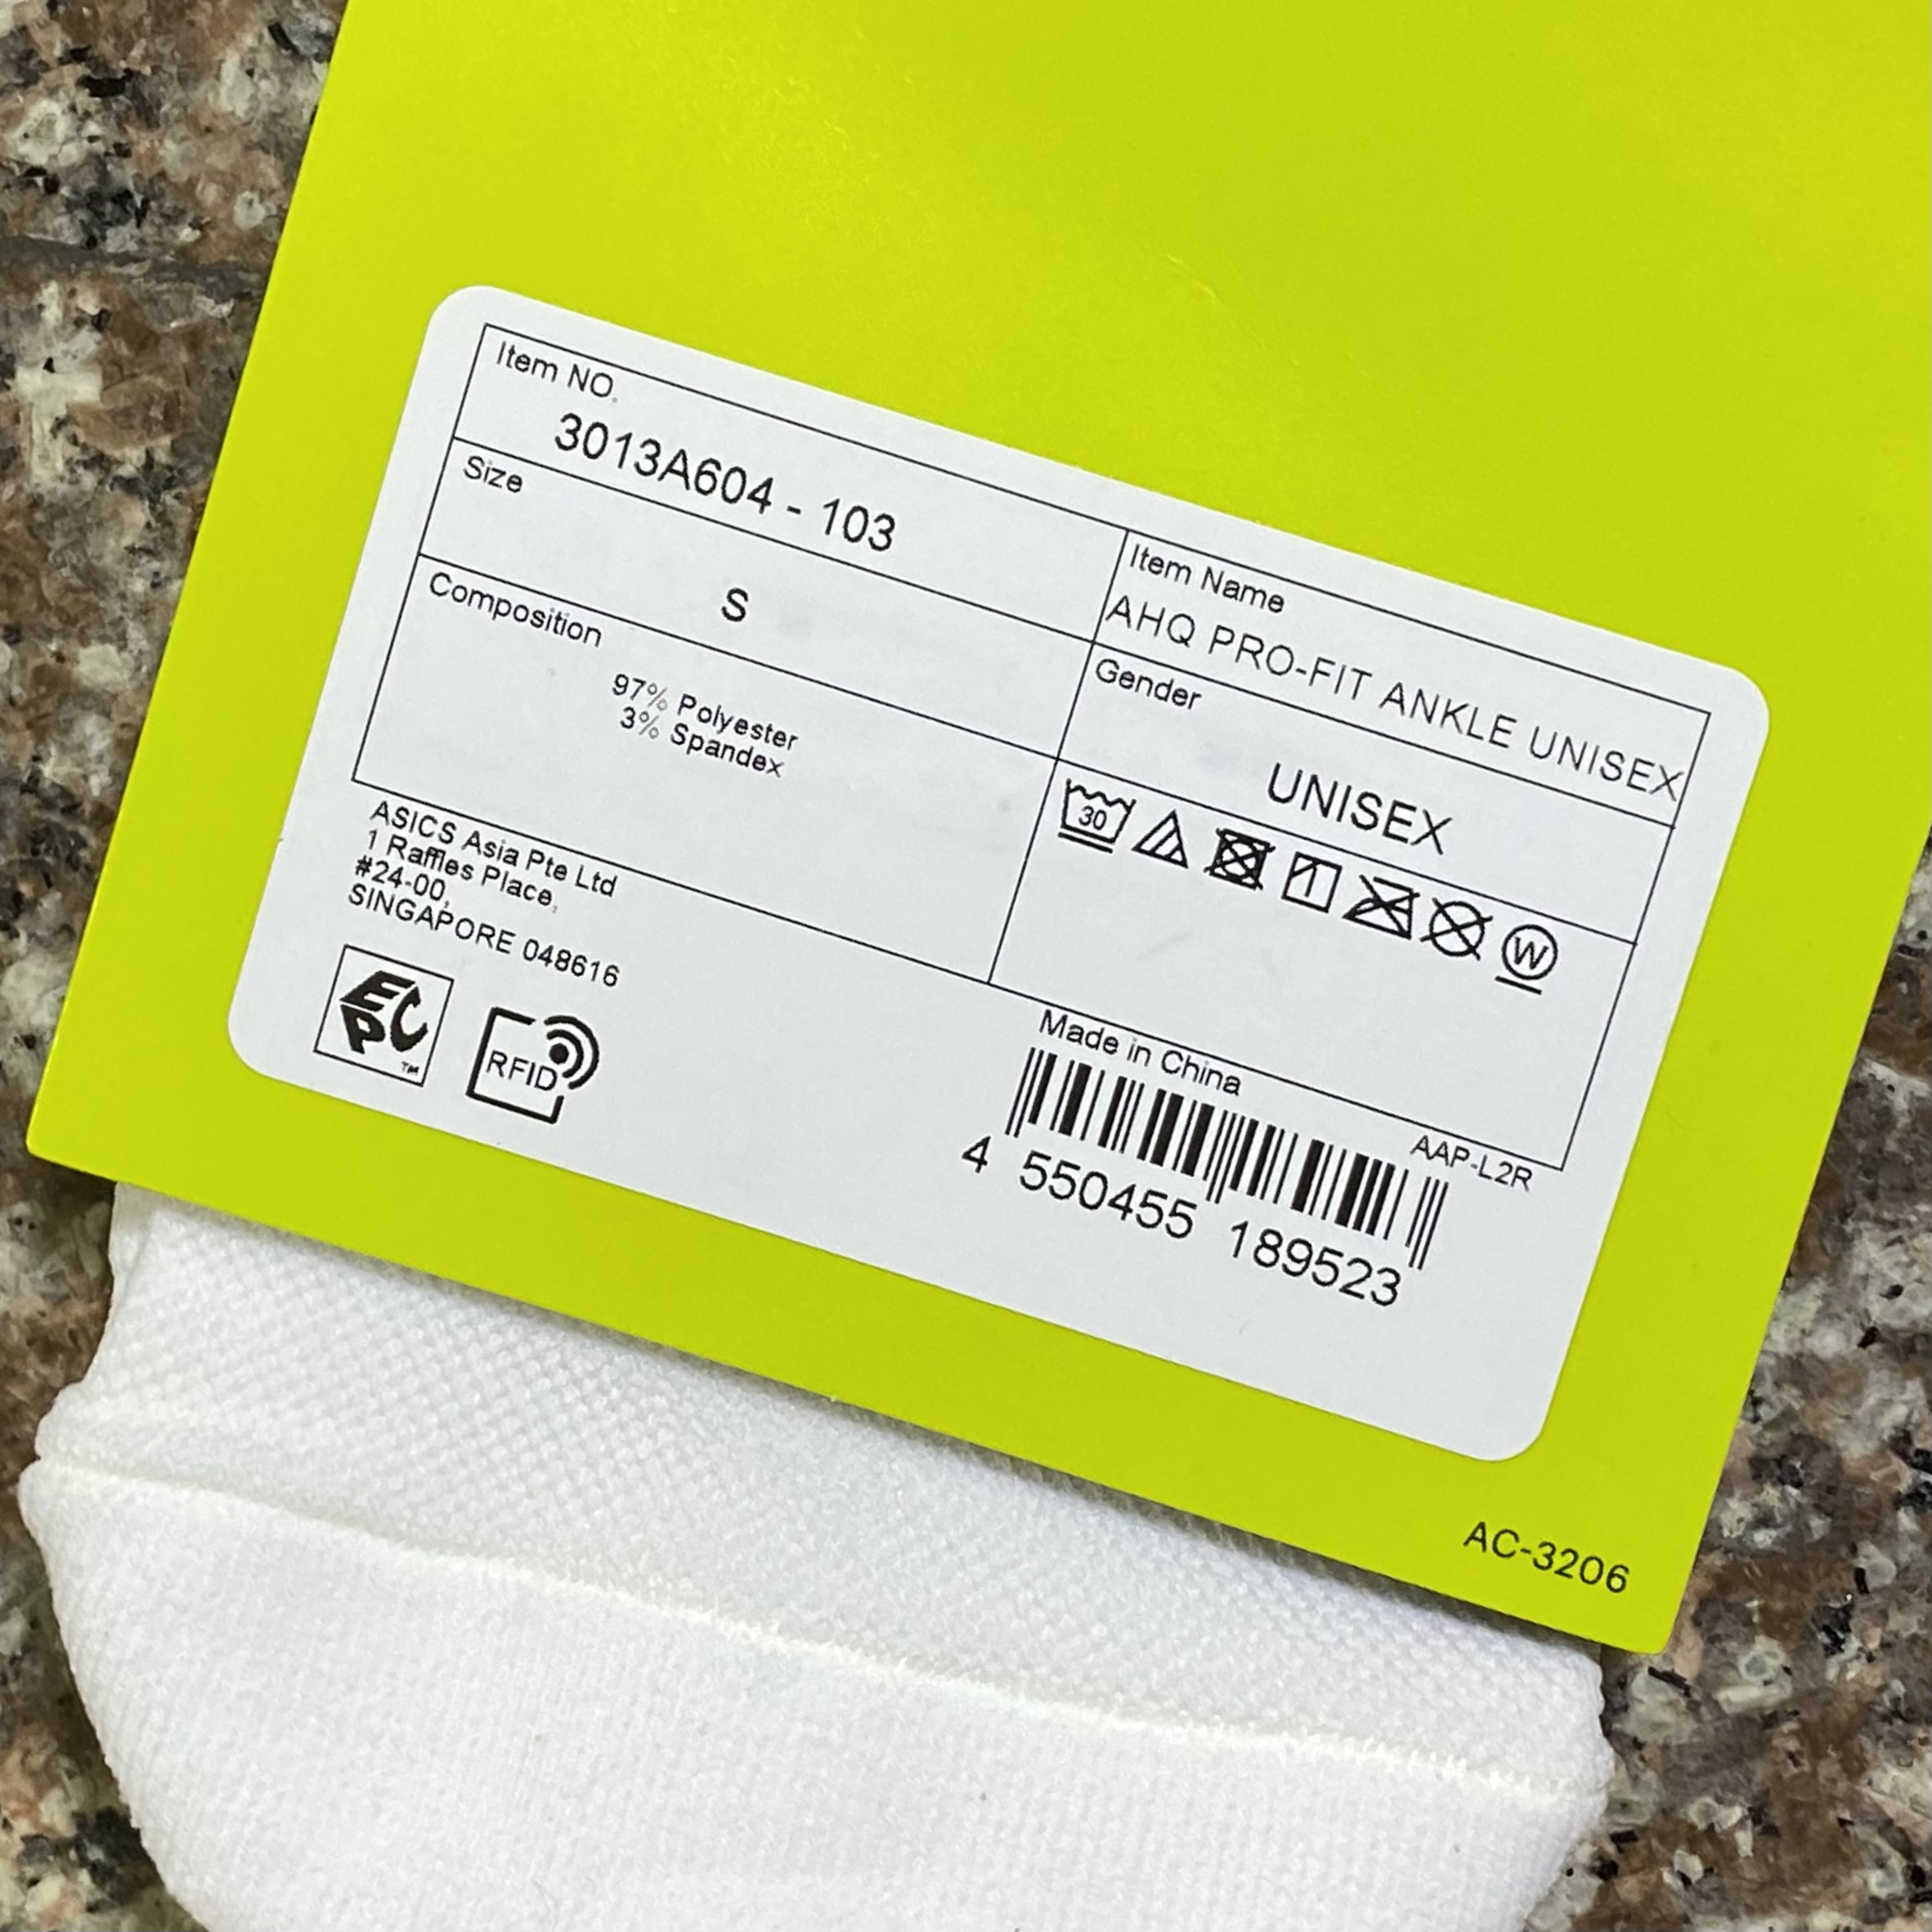 Item NO.
3013A604 - 103
Item Name
AHQ PRO-FIT ANKLE UNISEX
Size
S
Gender
UNISEX
Composition
97% Polyester
3% Spandex
30
W
ASICS Asia Pte Ltd
1 Raffles Place,
#24-00,
SINGAPORE 048616
EPC
TM
RFID
Made in China
AAP-L2R
4 550455 189523
AC-3206